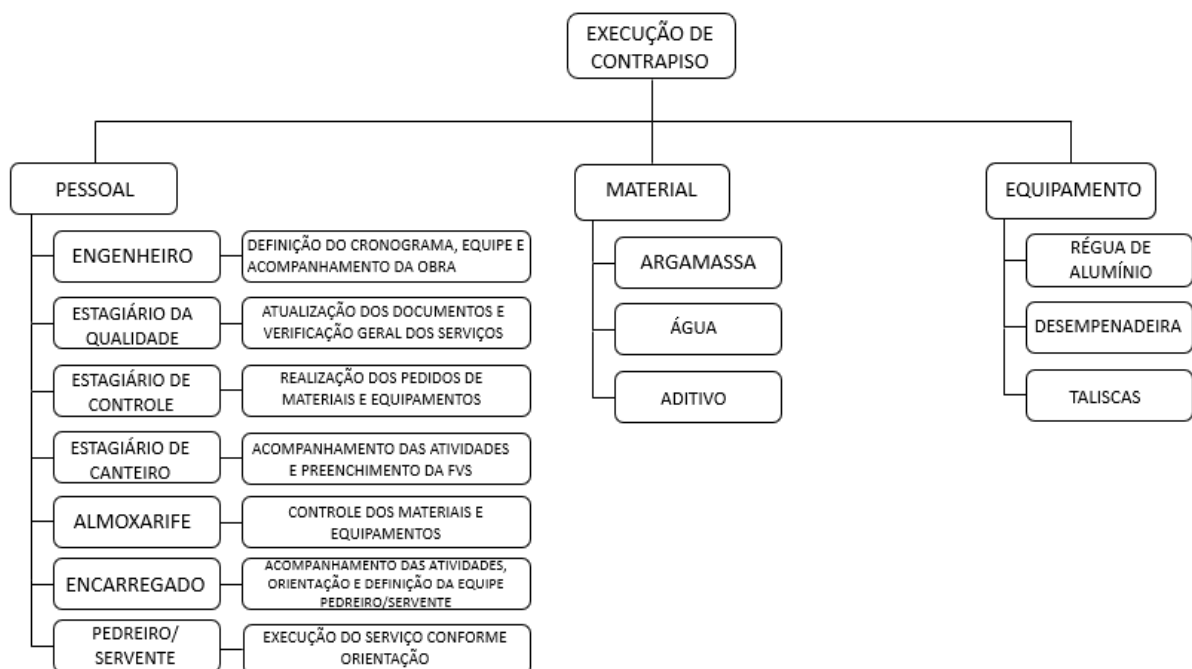 EXECUÇÃO DE
CONTRAPISO
PESSOAL
MATERIAL
EQUIPAMENTO
ENGENHEIRO
DEFINIÇÃO DO CRONOGRAMA, EQUIPE E
ACOMPANHAMENTO DA OBRA
ESTAGIÁRIO DA
QUALIDADE
ATUALIZAÇÃO DOS DOCUMENTOS E
VERIFICAÇÃO GERAL DOS SERVIÇOS
ESTAGIÁRIO DE
CONTROLE
REALIZAÇÃO DOS PEDIDOS DE
MATERIAIS E EQUIPAMENTOS
ESTAGIÁRIO DE
CANTEIRO
ACOMPANHAMENTO DAS ATIVIDADES
E PREENCHIMENTO DA FVS
ALMOXARIFE
CONTROLE DOS MATERIAIS E
EQUIPAMENTOS
ENCARREGADO
ACOMPANHAMENTO DAS ATIVIDADES,
ORIENTAÇÃO E DEFINIÇÃO DA EQUIPE
PEDREIRO/SERVENTE
PEDREIRO/
SERVENTE
EXECUÇÃO DO SERVIÇO CONFORME
ORIENTAÇÃO
ARGAMASSA
ÁGUA
ADITIVO
RÉGUA DE
ALUMÍNIO
DESEMPENADEIRA
TALISCAS